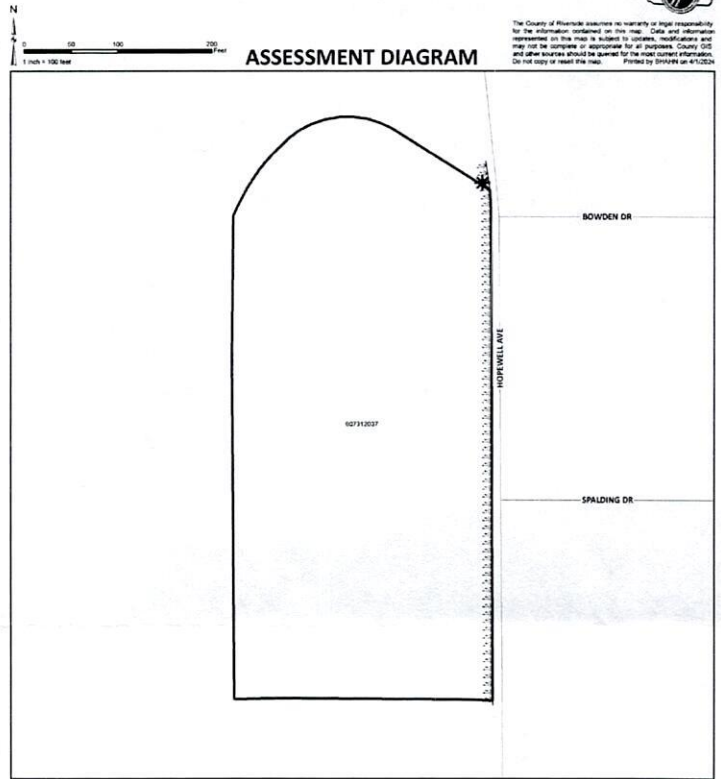 N
0 50 100 200
Feet
1 inch = 100 feet
ASSESSMENT DIAGRAM
The County of Riverside assumes no warranty or legal responsibility
for the information contained on this map. Data and information
represented on this map is subject to updates, modifications and
may not be complete or appropriate for all purposes. County GIS
and other sources should be queried for the most current information.
Do not copy or resell this map. Printed by SHAHN on 4/1/2024
BOWDEN DR
HOPEWELL AVE
607312037
SPALDING DR